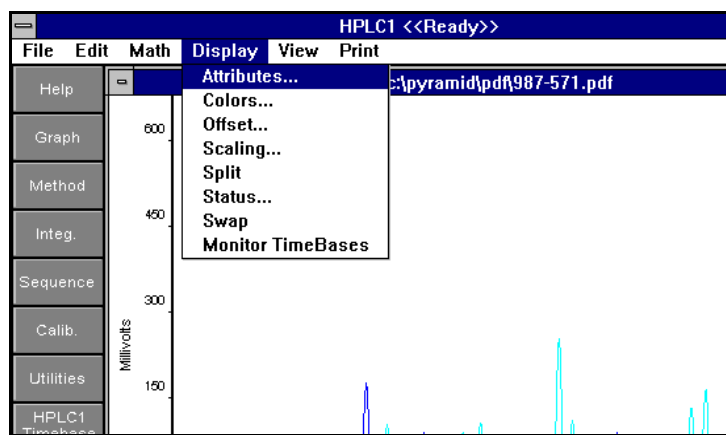 HPLC1 <<Ready>>
File Edit Math Display View Print
Help
Graph
Method
Integ.
Sequence
Calib.
Utilities
HPLC1
Timebase
c:\pyramid\pdf\987-571.pdf
Attributes...
Colors...
Offset...
Scaling...
Split
Status...
Swap
Monitor TimeBases
600
450
300
150
Millivolts